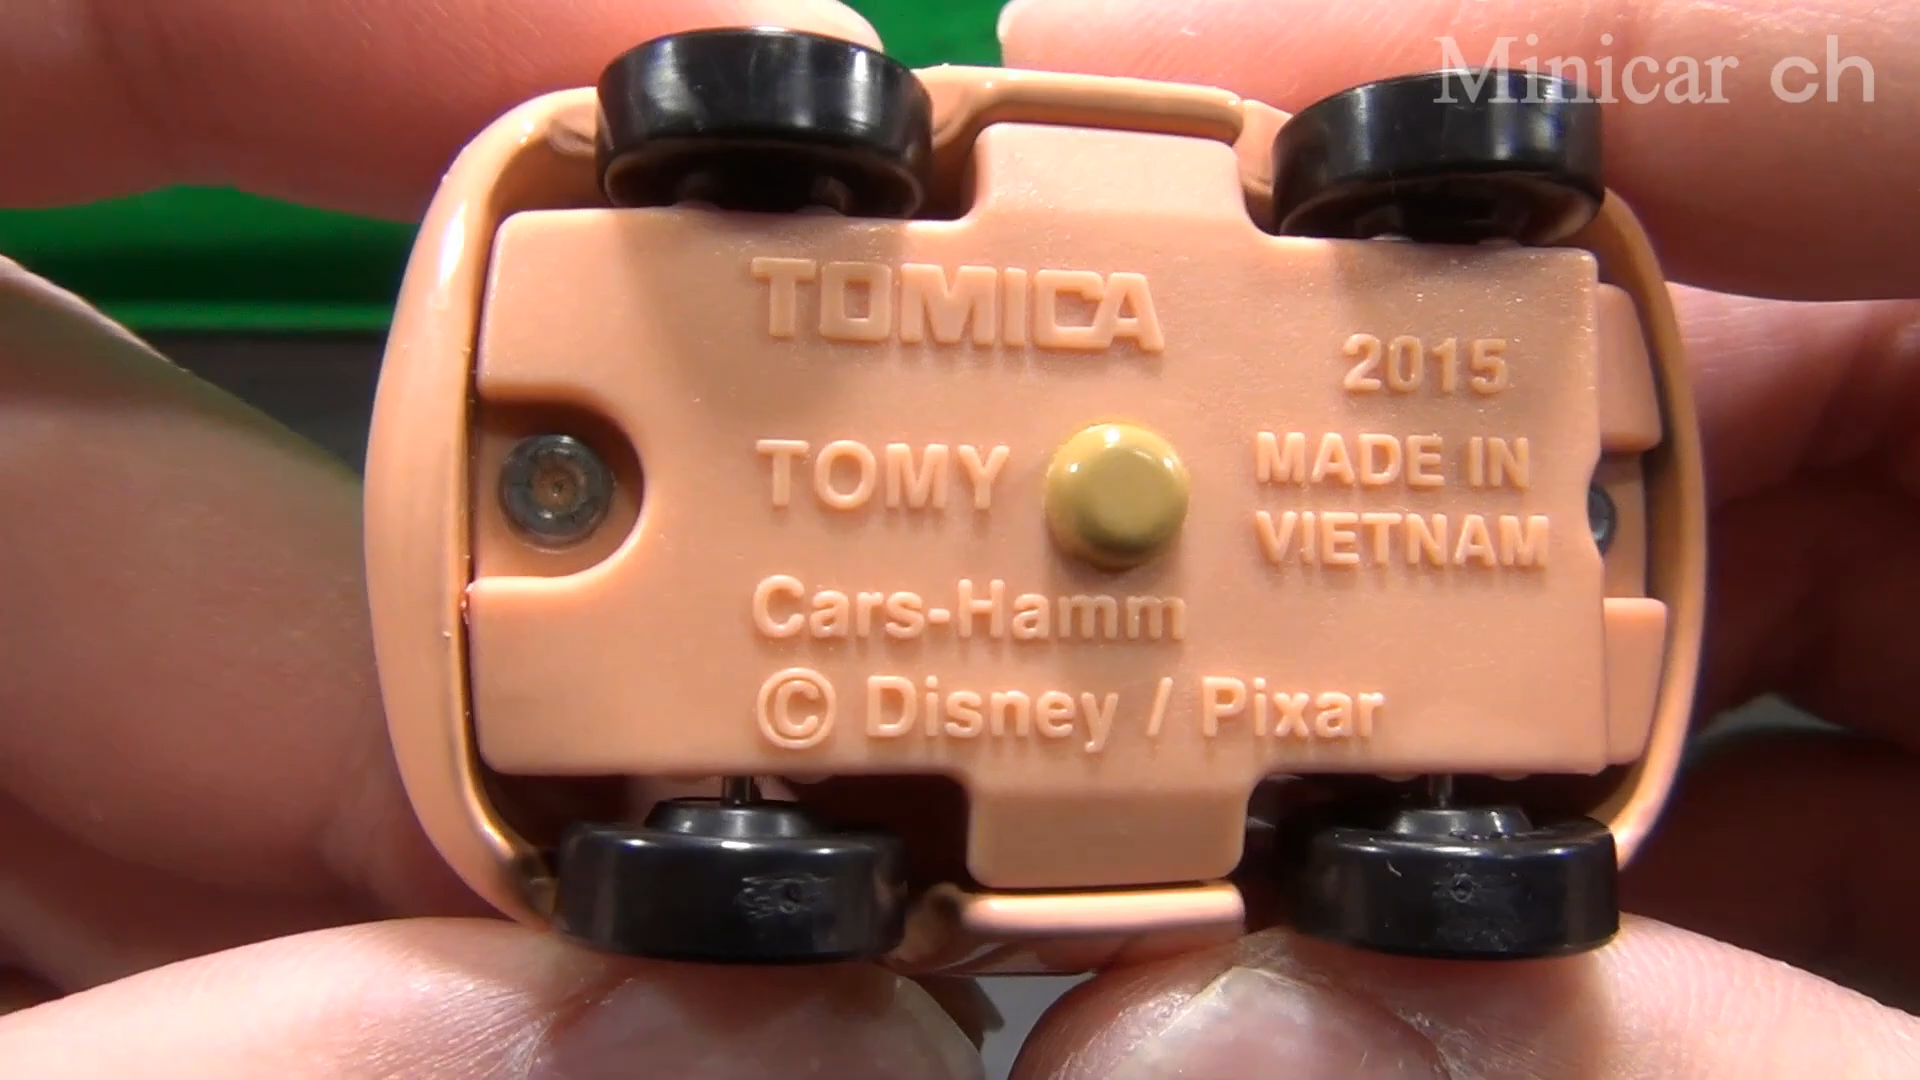 Minicar ch
TOMICA
2015
TOMY
MADE IN
VIETNAM
Cars-Hamm
© Disney / Pixar